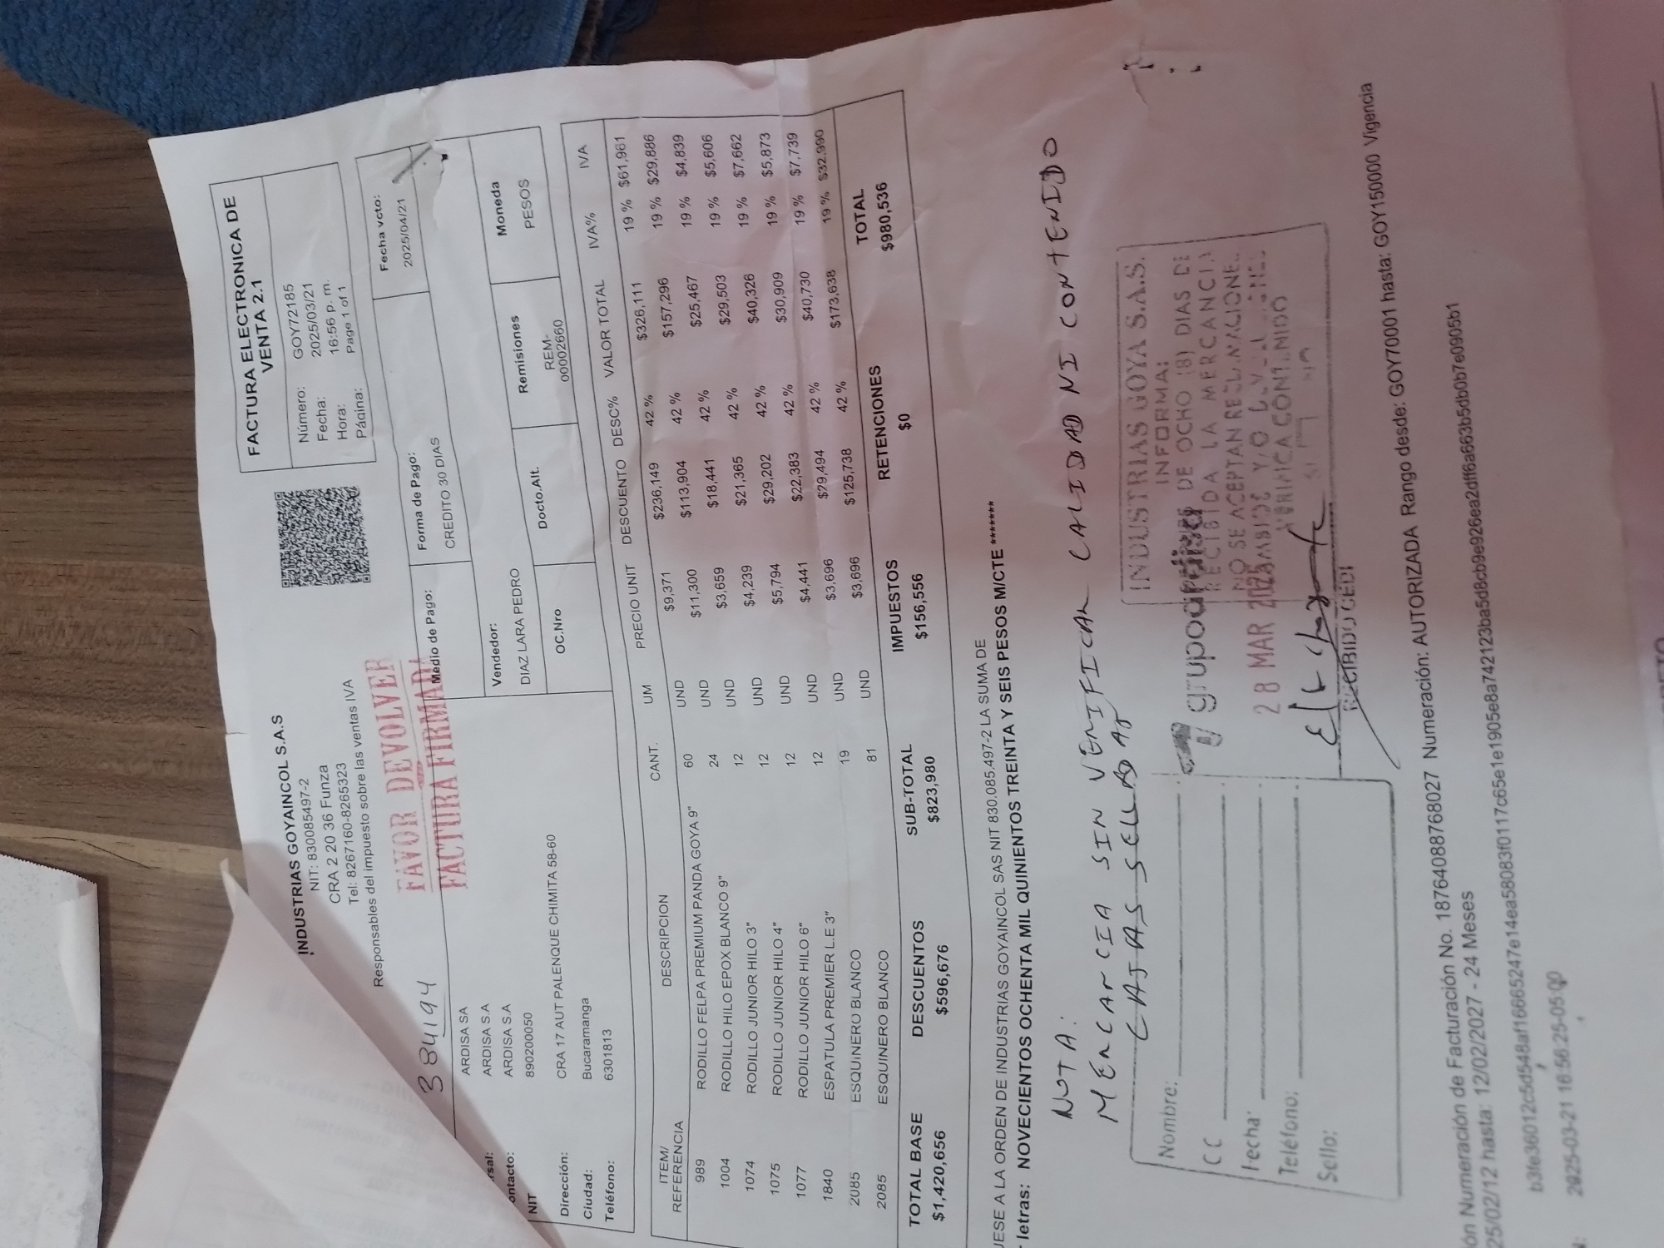 INDUSTRIAS GOYAINCOL S.A.S
NIT: 830085497-2
CRA 2 20 36 Funza
Tel: 8267160-8265323
Responsables del impuesto sobre las ventas IVA
FACTURA ELECTRONICA DE
VENTA 2.1
Número: GOY72185
Fecha: 2025/03/21
Hora: 16:56 p. m.
Página: Page 1 of 1
FAVOR DEVOLVER
FACTURA FIRMADA
384194
Medio de Pago:
Forma de Pago:
CREDITO 30 DIAS
Fecha vcto:
2025/04/21
ARDISA SA
ARDISA S.A
ARDISA S.A
ontacto:
NIT 890200050
Dirección: CRA 17 AUT PALENQUE CHIMITA 58-60
Ciudad: Bucaramanga
Teléfono: 6301813
Vendedor:
DIAZ LARA PEDRO
Remisiones
REM-
00002660
Moneda
PESOS
OC.Nro
Docto.Alt.
ITEM/ REFERENCIA DESCRIPCION CANT. UM PRECIO UNIT DESCUENTO DESC% VALOR TOTAL IVA% IVA
989 RODILLO FELPA PREMIUM PANDA GOYA 9" 60 UND $9,371 $236,149 42 % $326,111 19 % $61,961
1004 RODILLO HILO EPOX BLANCO 9" 24 UND $11,300 $113,904 42 % $157,296 19 % $29,886
1074 RODILLO JUNIOR HILO 3" 12 UND $3,659 $18,441 42 % $25,467 19 % $4,839
1075 RODILLO JUNIOR HILO 4" 12 UND $4,239 $21,365 42 % $29,503 19 % $5,606
1077 RODILLO JUNIOR HILO 6" 12 UND $5,794 $29,202 42 % $40,326 19 % $7,662
1840 ESPATULA PREMIER L.E 3" 12 UND $4,441 $22,383 42 % $30,909 19 % $5,873
2085 ESQUINERO BLANCO 19 UND $3,696 $29,494 42 % $40,730 19 % $7,739
2085 ESQUINERO BLANCO 81 UND $3,696 $125,738 42 % $173,638 19 % $32,990
TOTAL BASE DESCUENTOS SUB-TOTAL IMPUESTOS RETENCIONES TOTAL
$1,420,656 $596,676 $823,980 $156,556 $0 $980,536
UESE A LA ORDEN DE INDUSTRIAS GOYAINCOL SAS NIT 830.085.497-2 LA SUMA DE
letras: NOVECIENTOS OCHENTA MIL QUINIENTOS TREINTA Y SEIS PESOS M/CTE *******
NOTA:
MERCANCIA SIN VERIFICAR CALIDAD NI CONTENIDO
CAJAS SELLADAS
Nombre:
CC
Fecha:
Teléfono:
Sello:
grupoardisa
28 MAR 2025
RECIBIDO CEDI
INDUSTRIAS GOYA S.A.S.
INFORMA:
DE OCHO (8) DIAS DE
RECIBIDA LA MERCANCIA
NO SE ACEPTAN RECLAMACIONES
ón Numeración de Facturación No. 18764088768027 Numeración: AUTORIZADA Rango desde: GOY70001 hasta: GOY150000 Vigencia
25/02/12 hasta: 12/02/2027 - 24 Meses
2025-03-21 16:56:25-05:00